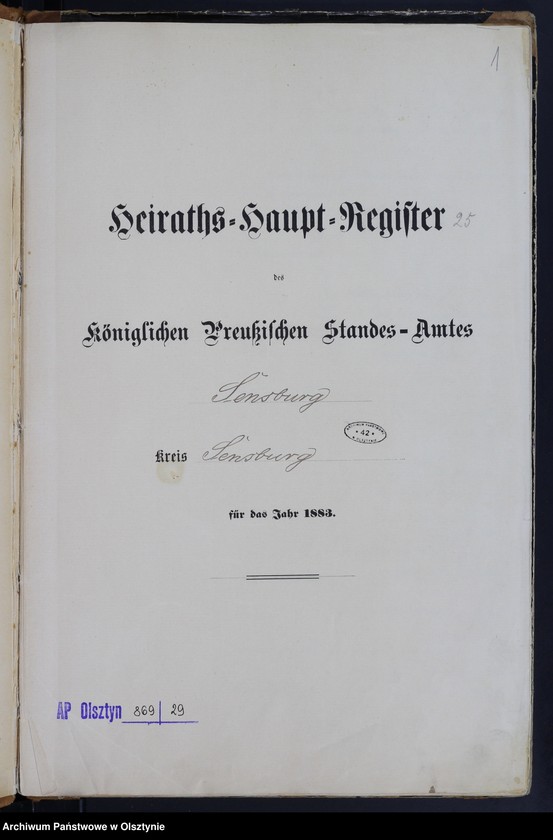 1
Heiraths-Haupt-Register 25
des
Königlichen Preußischen Standes-Amtes
Sensburg
Kreis Sensburg
42
für das Jahr 1883.
AP Olsztyn 869 | 29
Archiwum Państwowe w Olsztynie